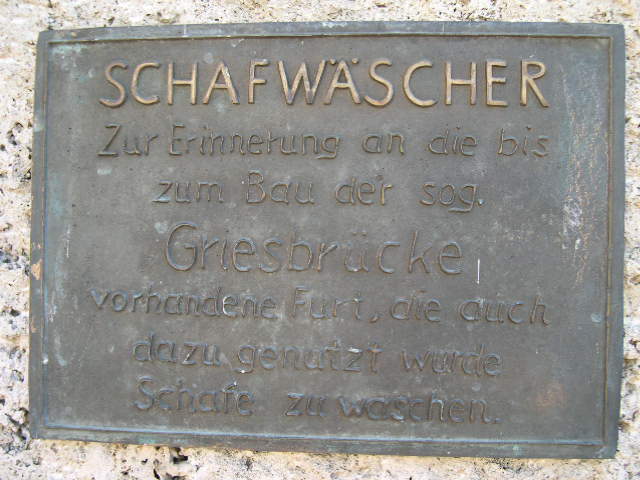 SCHAFWÄSCHER
Zur Erinnerung an die bis
zum Bau der sog.
Griesbrücke
vorhandene Furt, die auch
dazu genutzt wurde
Schafe zu waschen.